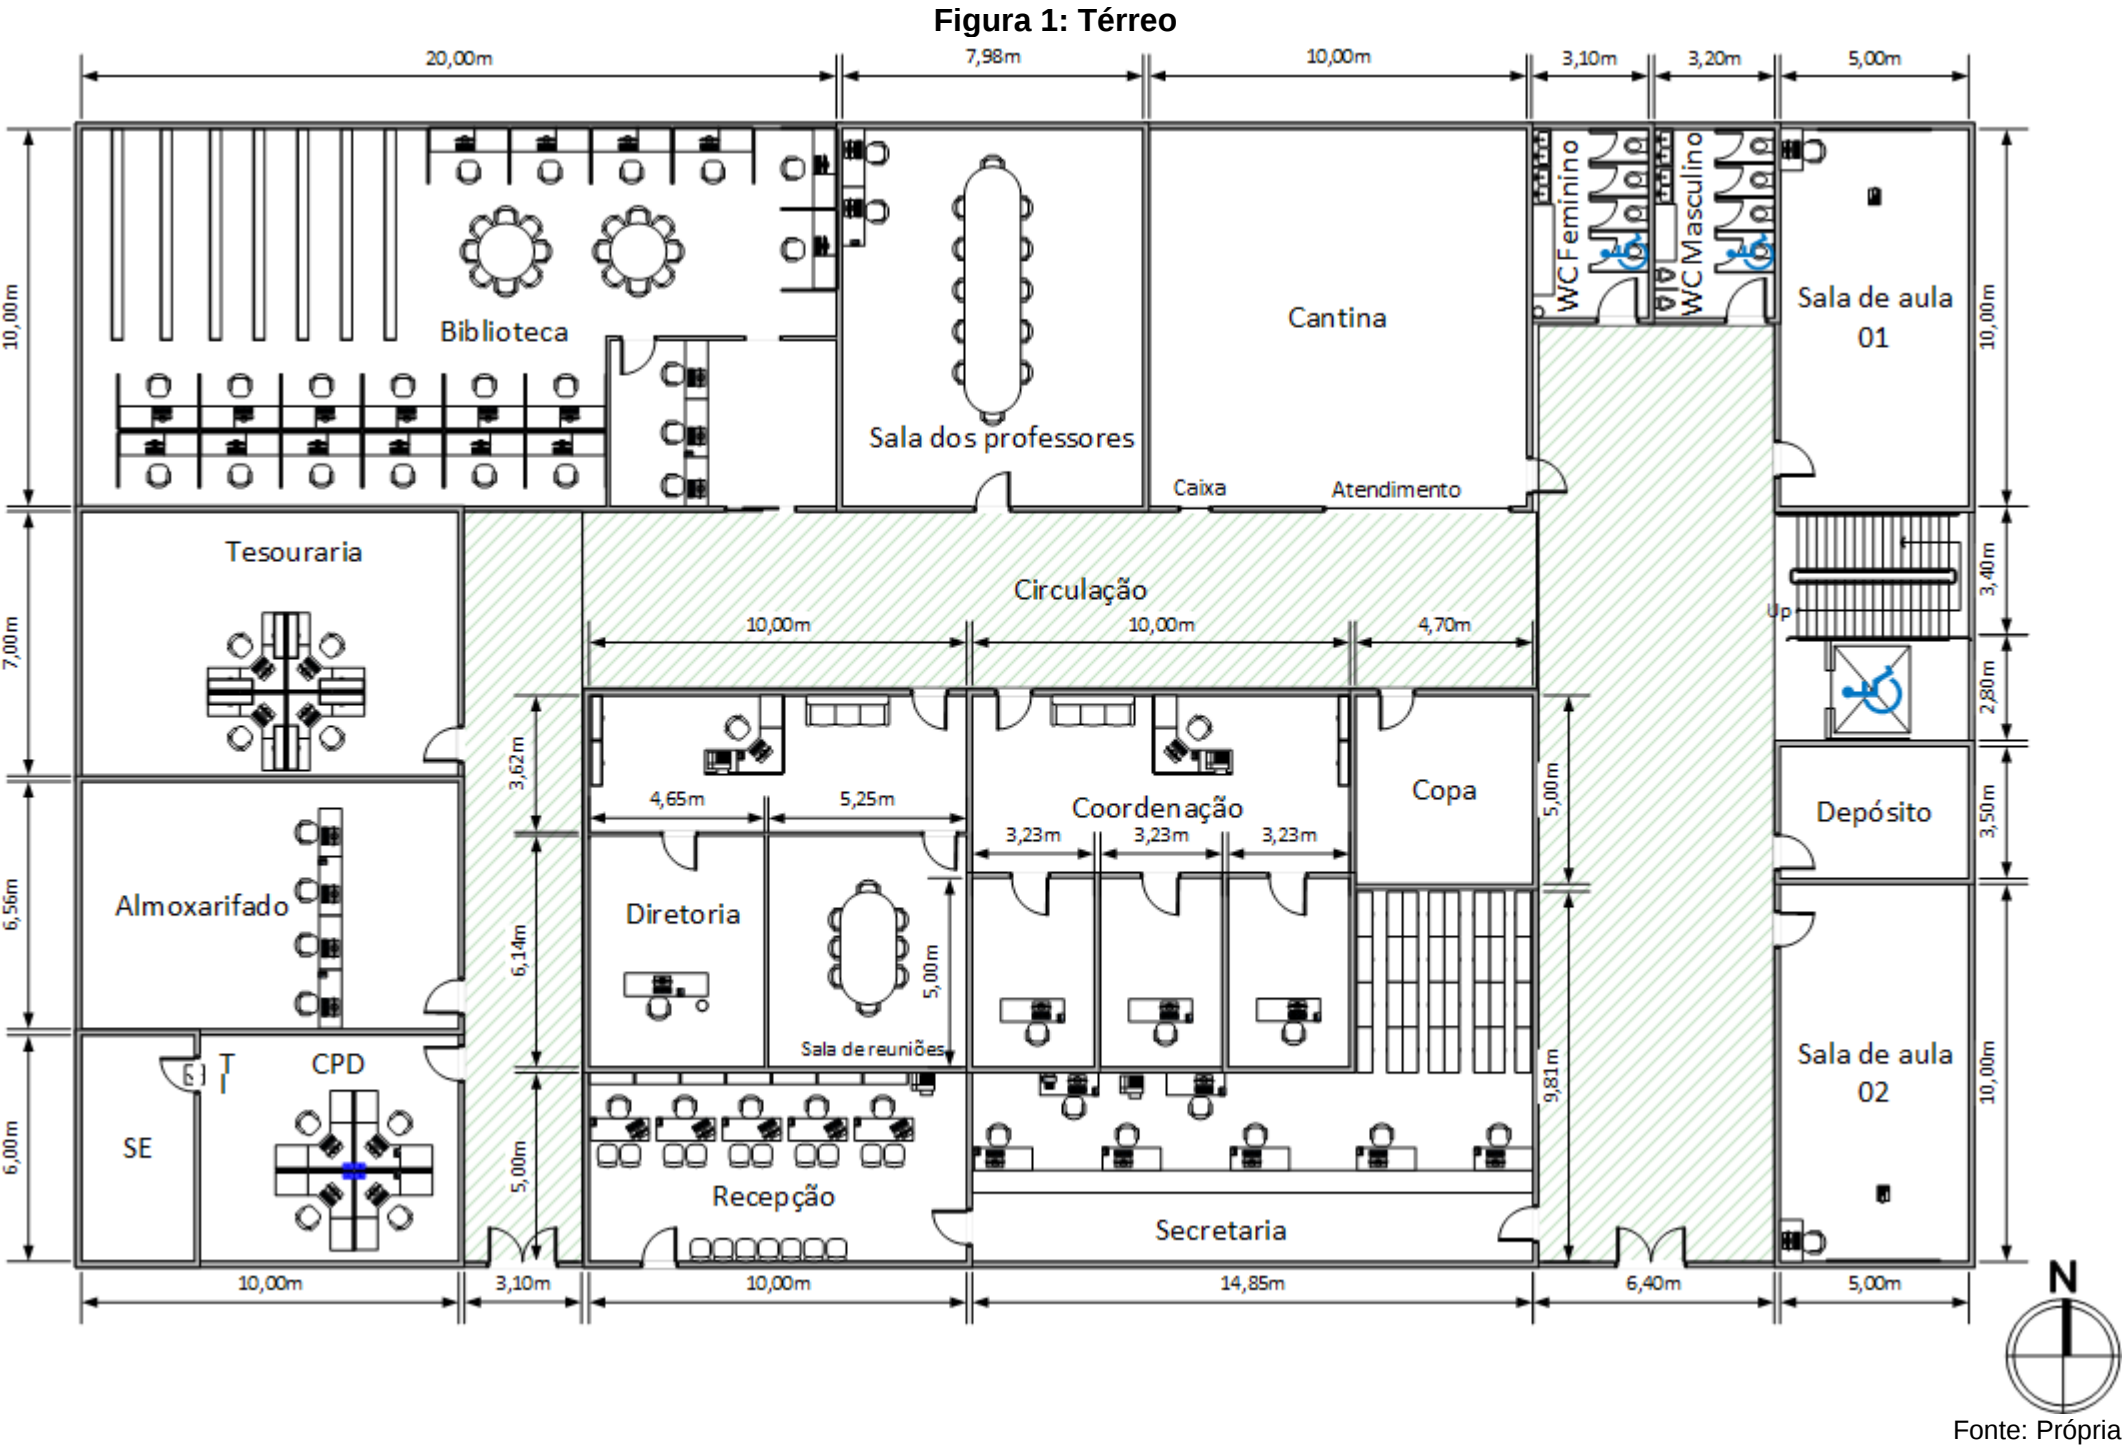 Figura 1: Térreo
20,00m
7,98m
10,00m
3,10m
3,20m
5,00m
10,00m
Biblioteca
Sala dos professores
Cantina
Caixa
Atendimento
WC Feminino
WC Masculino
Sala de aula
01
10,00m
Tesouraria
7,00m
Circulação
10,00m
10,00m
4,70m
Up
3,40m
2,80m
3,62m
4,65m
5,25m
Coordenação
3,23m
3,23m
3,23m
Copa
5,00m
Depósito
3,50m
Almoxarifado
6,56m
Diretoria
6,14m
5,00m
Sala de reuniões
TI
CPD
SE
6,00m
5,00m
Recepção
Secretaria
9,81m
Sala de aula
02
10,00m
10,00m
3,10m
10,00m
14,85m
6,40m
5,00m
N
Fonte: Própria